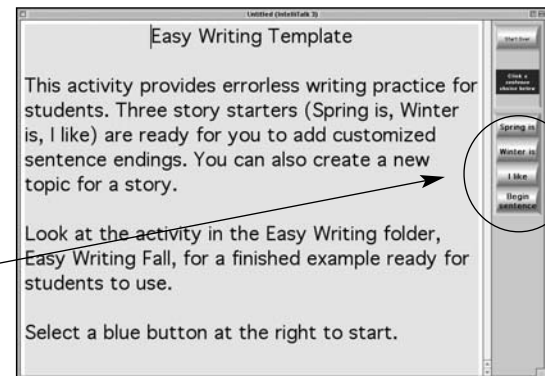 Untitled (IntelliTalk 3)
Easy Writing Template
This activity provides errorless writing practice for
students. Three story starters (Spring is, Winter
is, I like) are ready for you to add customized
sentence endings. You can also create a new
topic for a story.
Look at the activity in the Easy Writing folder,
Easy Writing Fall, for a finished example ready for
students to use.
Select a blue button at the right to start.
Start Over
Click a
sentence
choice below
Spring is
Winter is
I like
Begin
sentence